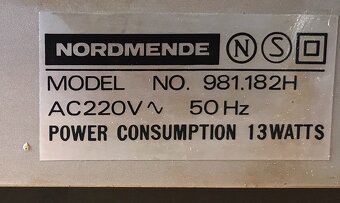 NORDMENDE N S
MODEL NO. 981.182H
AC220V∿ 50Hz
POWER CONSUMPTION 13WATTS